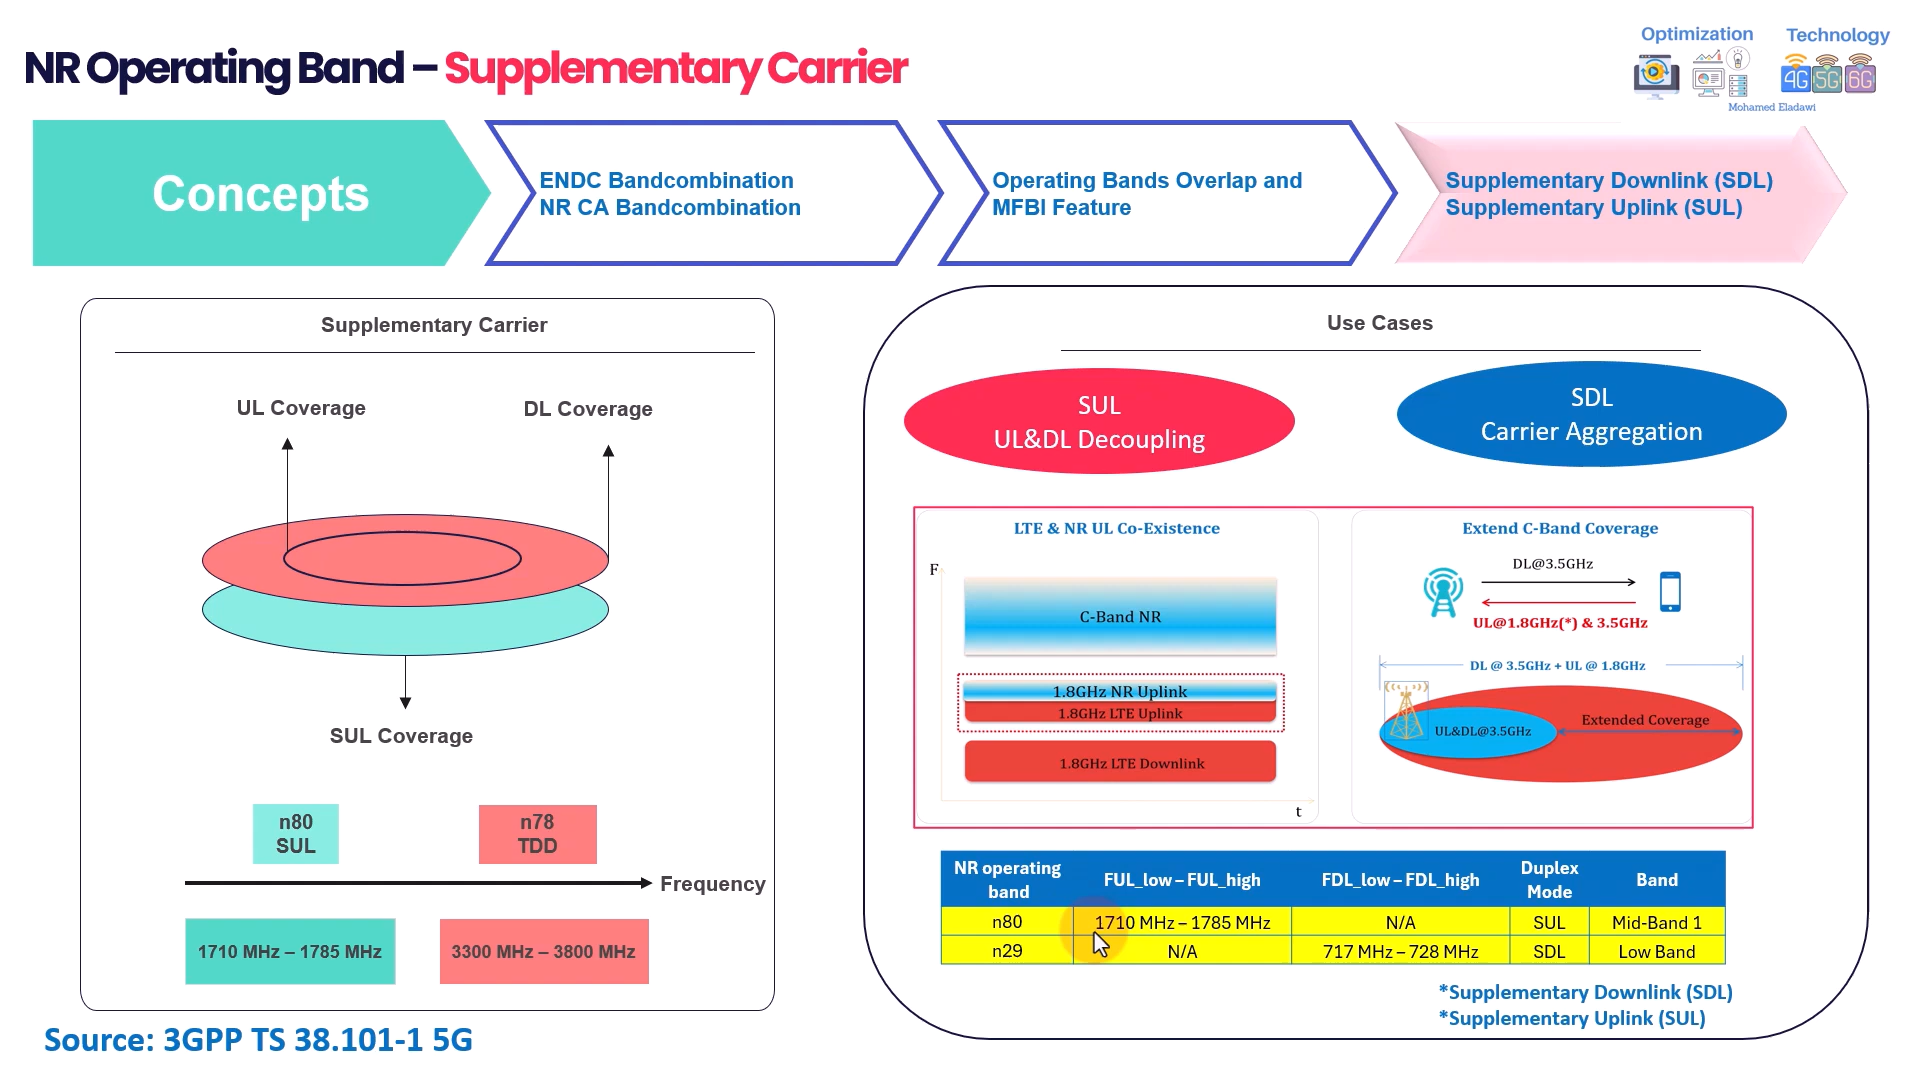 NR Operating Band – Supplementary Carrier
Optimization
Technology
4G 5G 6G
Mohamed Eladawi
Concepts
ENDC Bandcombination
NR CA Bandcombination
Operating Bands Overlap and
MFBI Feature
Supplementary Downlink (SDL)
Supplementary Uplink (SUL)
Supplementary Carrier
UL Coverage
DL Coverage
SUL Coverage
n80
SUL
n78
TDD
Frequency
1710 MHz – 1785 MHz
3300 MHz – 3800 MHz
Source: 3GPP TS 38.101-1 5G
Use Cases
SUL
UL&DL Decoupling
SDL
Carrier Aggregation
LTE & NR UL Co-Existence
F
C-Band NR
1.8GHz NR Uplink
1.8GHz LTE Uplink
1.8GHz LTE Downlink
t
Extend C-Band Coverage
DL@3.5GHz
UL@1.8GHz(*) & 3.5GHz
DL @ 3.5GHz + UL @ 1.8GHz
UL&DL@3.5GHz
Extended Coverage
NR operating
band
FUL_low – FUL_high
FDL_low – FDL_high
Duplex
Mode
Band
n80 1710 MHz – 1785 MHz N/A SUL Mid-Band 1
n29 N/A 717 MHz – 728 MHz SDL Low Band
*Supplementary Downlink (SDL)
*Supplementary Uplink (SUL)